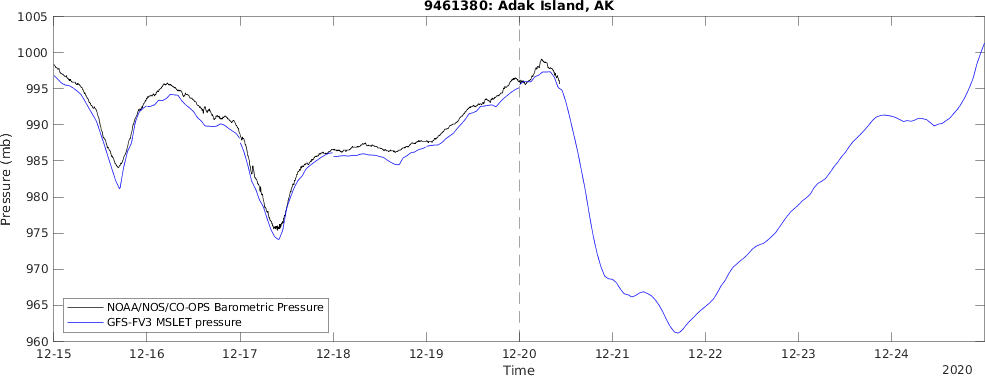 9461380: Adak Island, AK
1005
1000
995
990
985
980
975
970
965
960
Pressure (mb)
NOAA/NOS/CO-OPS Barometric Pressure
GFS-FV3 MSLET pressure
12-15 12-16 12-17 12-18 12-19 12-20 12-21 12-22 12-23 12-24
Time
2020